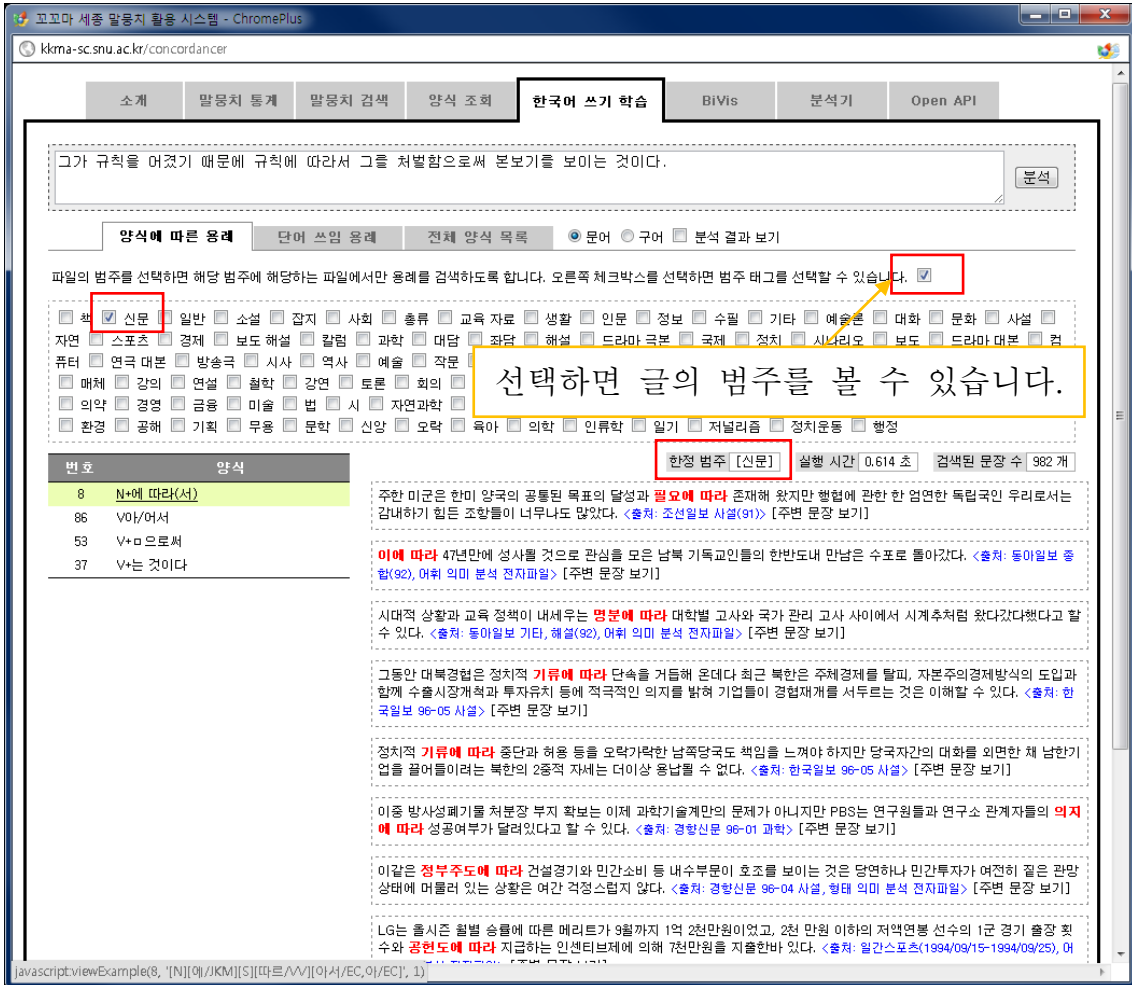 꼬꼬마 세종 말뭉치 활용 시스템 - ChromePlus
kkma-sc.snu.ac.kr/concordancer
소개 말뭉치 통계 말뭉치 검색 양식 조회 한국어 쓰기 학습 BiVis 분석기 Open API
그가 규칙을 어겼기 때문에 규칙에 따라서 그를 처벌함으로써 본보기를 보이는 것이다.
분석
양식에 따른 용례 단어 쓰임 용례 전체 양식 목록 문어 구어 분석 결과 보기
파일의 범주를 선택하면 해당 범주에 해당하는 파일에서만 용례를 검색하도록 합니다. 오른쪽 체크박스를 선택하면 범주 태그를 선택할 수 있습니다.
책 신문 일반 소설 잡지 사회 총류 교육 자료 생활 인문 정보 수필 기타 예술론 대화 문화 사설
자연 스포츠 경제 보도 해설 칼럼 과학 대담 좌담 해설 드라마 극본 국제 정치 시나리오 보도 드라마 대본 컴
퓨터 연극 대본 방송극 시사 역사 예술 작문
매체 강의 연설 철학 강연 토론 회의
선택하면 글의 범주를 볼 수 있습니다.
의약 경영 금융 미술 법 시 자연과학
환경 공해 기획 무용 문학 신앙 오락 육아 의학 인류학 일기 저널리즘 정치운동 행정
한정 범주 [신문] 실행 시간 0.614 초 검색된 문장 수 982 개
번호 양식
8 N+에 따라(서)
86 V아/어서
53 V+ㅁ으로써
37 V+는 것이다
주한 미군은 한미 양국의 공통된 목표의 달성과 필요에 따라 존재해 왔지만 행협에 관한 한 엄연한 독립국인 우리로서는
감내하기 힘든 조항들이 너무나도 많았다. <출처: 조선일보 사설(91)> [주변 문장 보기]
이에 따라 47년만에 성사될 것으로 관심을 모은 남북 기독교인들의 한반도내 만남은 수포로 돌아갔다. <출처: 동아일보 종
합(92), 어휘 의미 분석 전자파일> [주변 문장 보기]
시대적 상황과 교육 정책이 내세우는 명분에 따라 대학별 고사와 국가 관리 고사 사이에서 시계추처럼 왔다갔다했다고 할
수 있다. <출처: 동아일보 기타, 해설(92), 어휘 의미 분석 전자파일> [주변 문장 보기]
그동안 대북경협은 정치적 기류에 따라 단속을 거듭해 온데다 최근 북한은 주체경제를 탈피, 자본주의경제방식의 도입과
함께 수출시장개척과 투자유치 등에 적극적인 의지를 밝혀 기업들이 경협재개를 서두르는 것은 이해할 수 있다. <출처: 한
국일보 96-05 사설> [주변 문장 보기]
정치적 기류에 따라 중단과 허용 등을 오락가락한 남쪽당국도 책임을 느껴야 하지만 당국자간의 대화를 외면한 채 남한기
업을 끌어들이려는 북한의 2중적 자세는 더이상 용납될 수 없다. <출처: 한국일보 96-05 사설> [주변 문장 보기]
이중 방사성폐기물 처분장 부지 확보는 이제 과학기술계만의 문제가 아니지만 PBS는 연구원들과 연구소 관계자들의 의지
에 따라 성공여부가 달려있다고 할 수 있다. <출처: 경향신문 96-01 과학> [주변 문장 보기]
이같은 정부주도에 따라 건설경기와 민간소비 등 내수부문이 호조를 보이는 것은 당연하나 민간투자가 여전히 짙은 관망
상태에 머물러 있는 상황은 여간 걱정스럽지 않다. <출처: 경향신문 96-04 사설, 형태 의미 분석 전자파일> [주변 문장 보기]
LG는 올시즌 월별 승률에 따른 메리트가 9월까지 1억 2천만원이었고, 2천 만원 이하의 저액연봉 선수의 1군 경기 출장 횟
수와 공헌도에 따라 지급하는 인센티브제에 의해 7천만원을 지출한바 있다. <출처: 일간스포츠(1994/09/15-1994/09/25), 어
javascript:viewExample(8, '[N][에/JKM][S][따르/VV][아서/EC,아/EC]', 1)